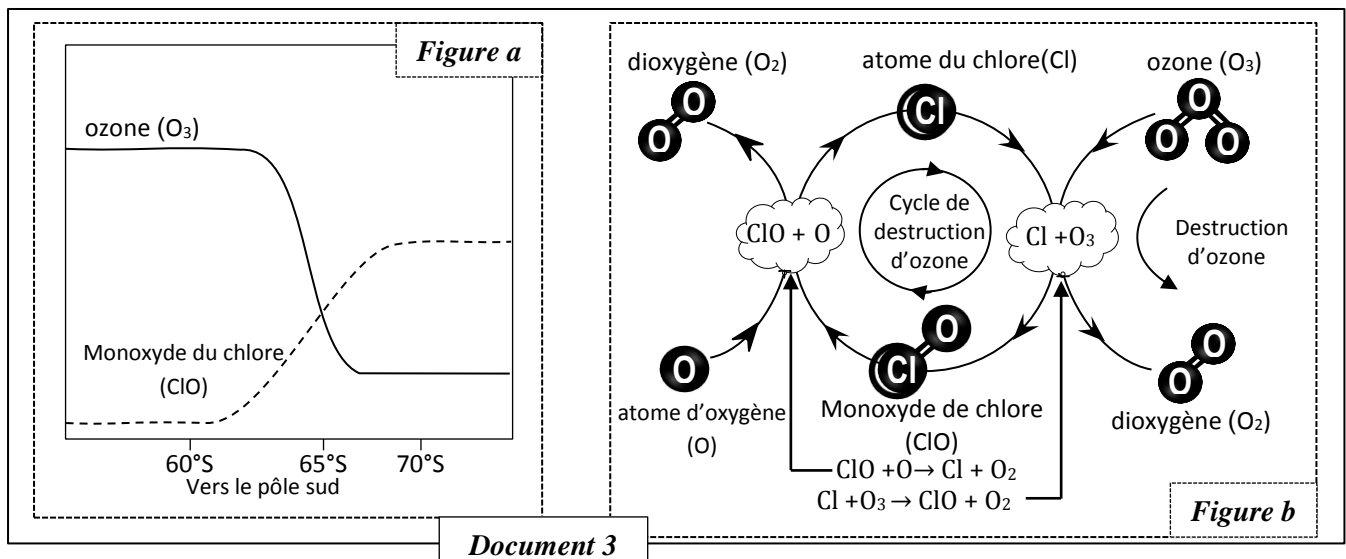 Figure a
ozone (O₃)
Monoxyde du chlore
(ClO)
60°S 65°S 70°S
Vers le pôle sud
dioxygène (O₂)
atome du chlore(Cl)
ozone (O₃)
O
O
Cl
O
O
O
ClO + O
Cycle de
destruction
d'ozone
Cl +O₃
Destruction
d'ozone
O
Cl
O
O
O
atome d'oxygène
(O)
Monoxyde de chlore
(ClO)
dioxygène (O₂)
ClO +O→ Cl + O₂
Cl +O₃ → ClO + O₂
Figure b
Document 3